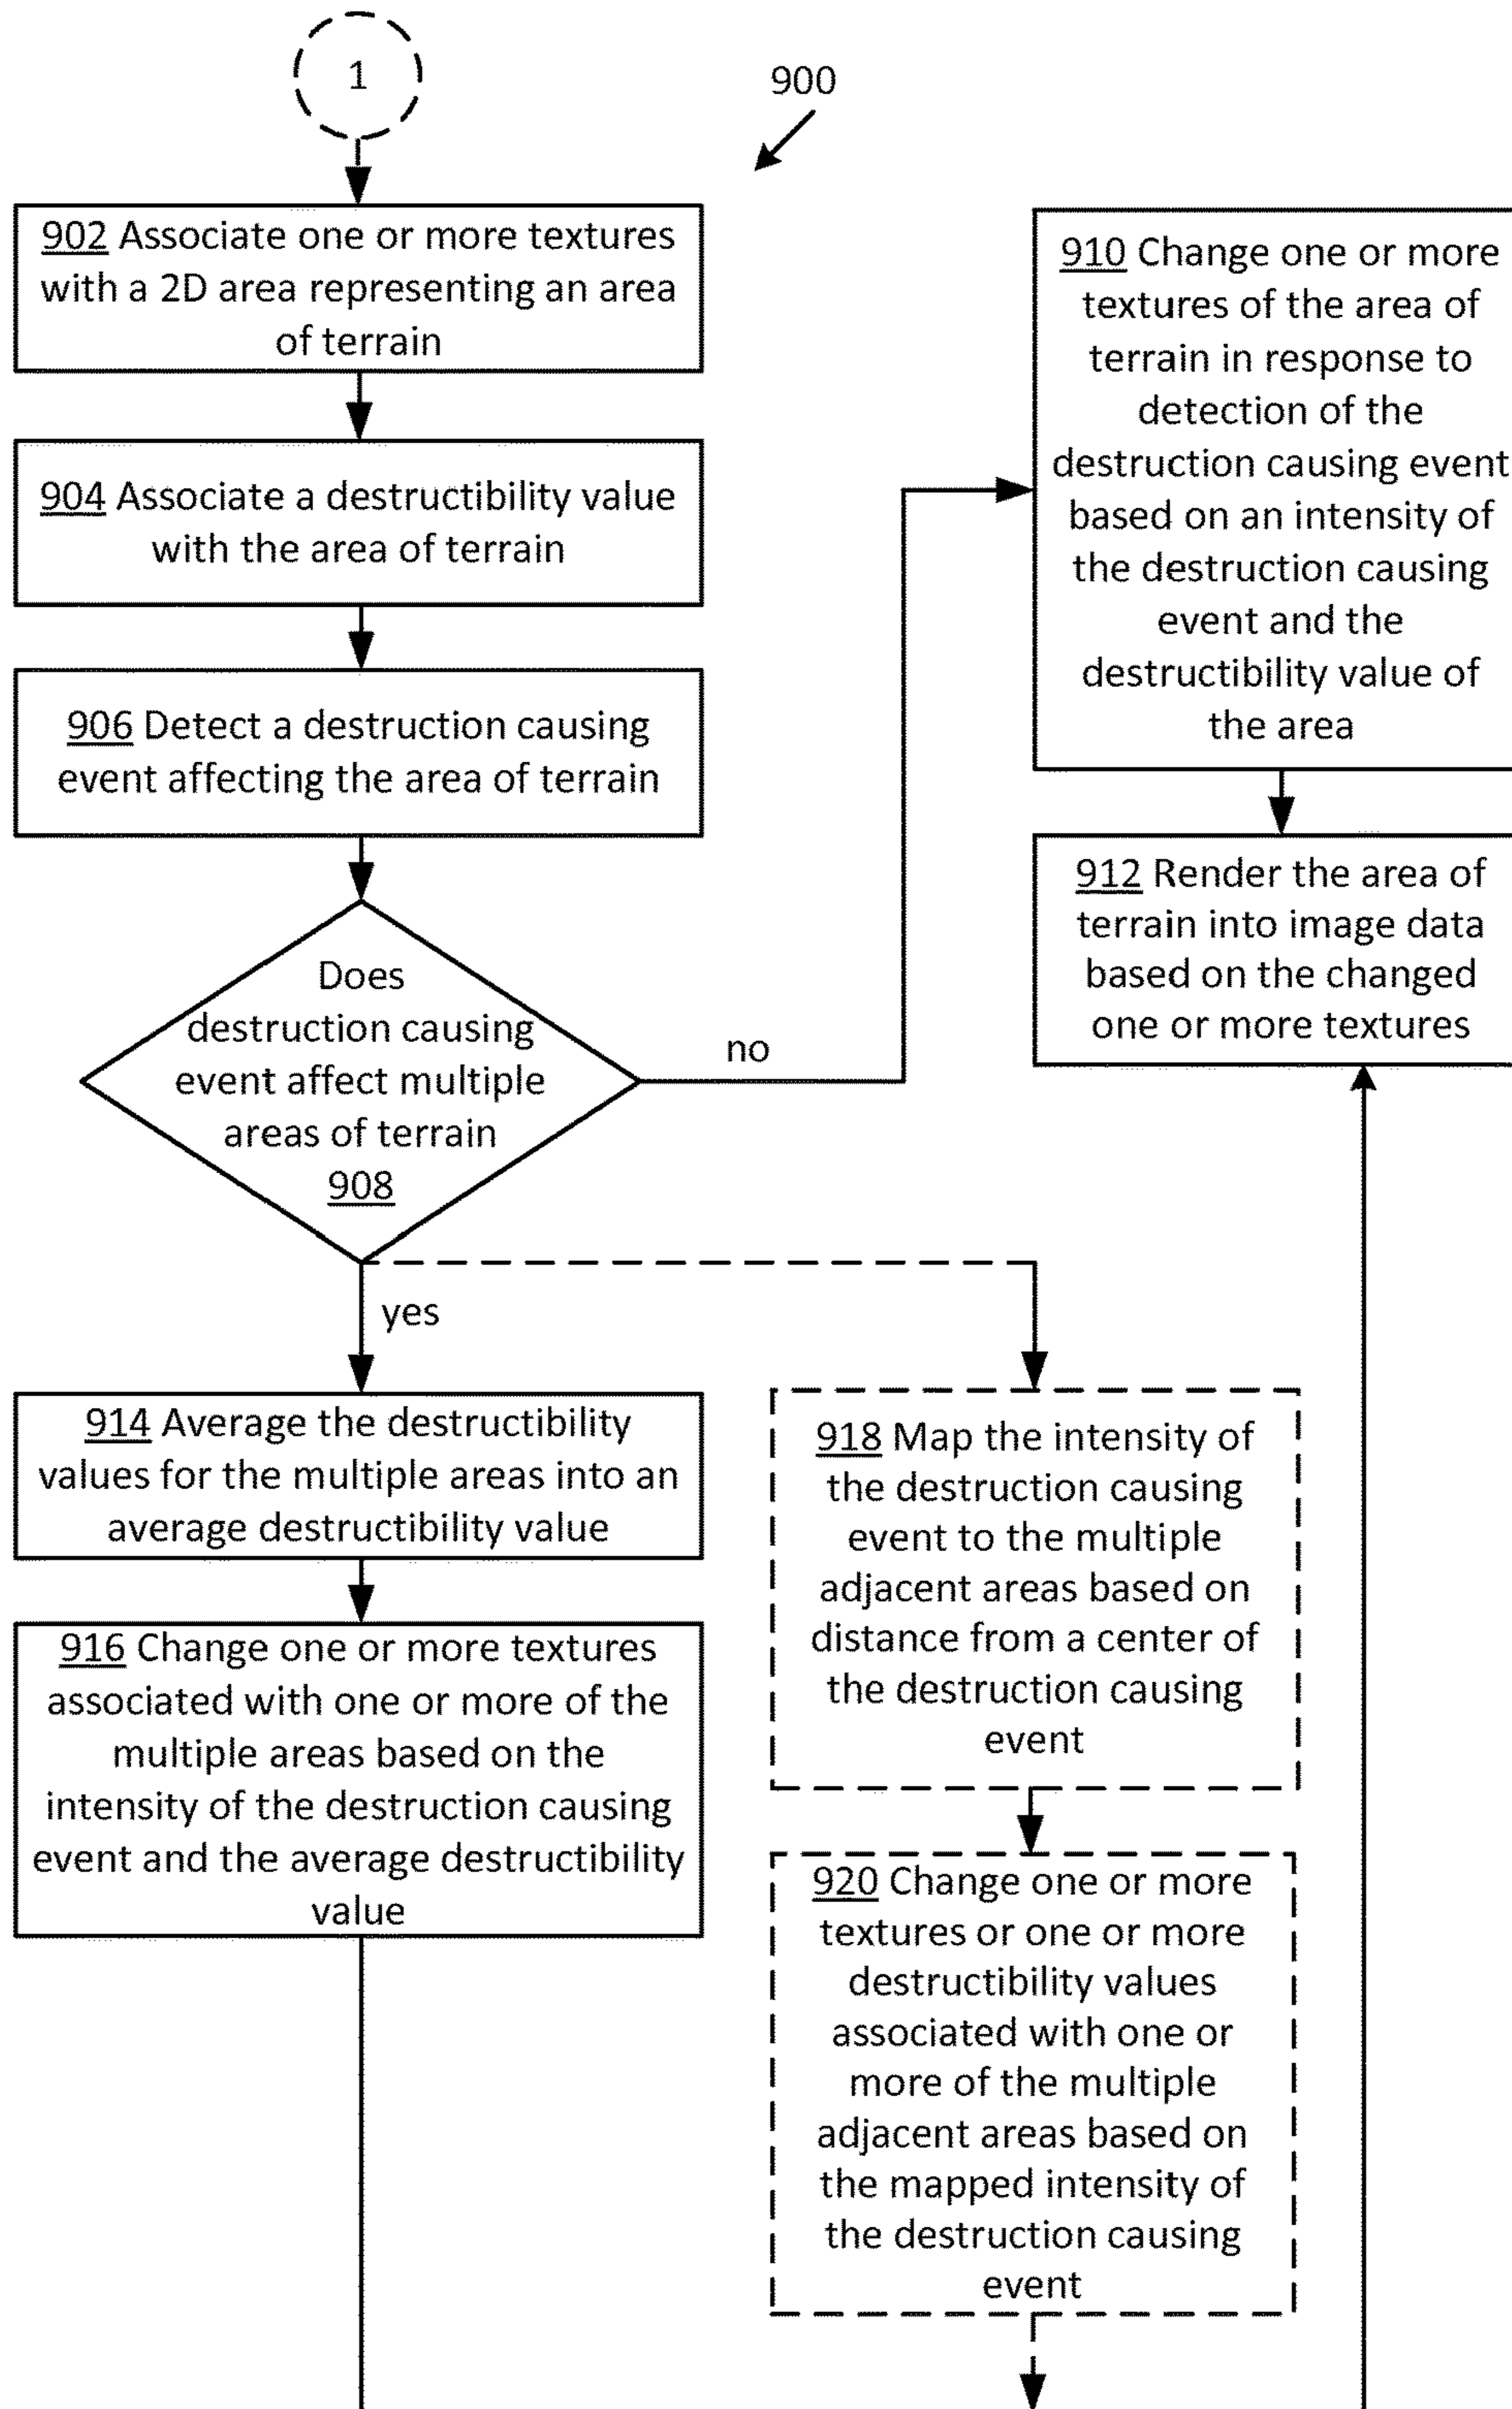 1
900
902 Associate one or more textures
with a 2D area representing an area
of terrain
904 Associate a destructibility value
with the area of terrain
906 Detect a destruction causing
event affecting the area of terrain
Does
destruction causing
event affect multiple
areas of terrain
908
no
yes
910 Change one or more
textures of the area of
terrain in response to
detection of the
destruction causing event
based on an intensity of
the destruction causing
event and the
destructibility value of
the area
912 Render the area of
terrain into image data
based on the changed
one or more textures
914 Average the destructibility
values for the multiple areas into an
average destructibility value
916 Change one or more textures
associated with one or more of the
multiple areas based on the
intensity of the destruction causing
event and the average destructibility
value
918 Map the intensity of
the destruction causing
event to the multiple
adjacent areas based on
distance from a center of
the destruction causing
event
920 Change one or more
textures or one or more
destructibility values
associated with one or
more of the multiple
adjacent areas based on
the mapped intensity of
the destruction causing
event